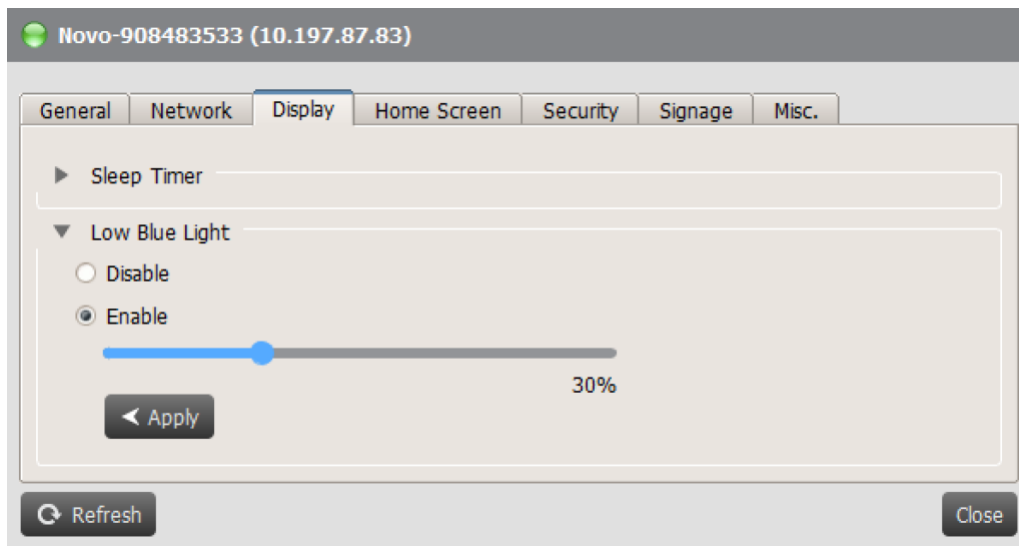 Novo-908483533 (10.197.87.83)
General Network Display Home Screen Security Signage Misc.
Sleep Timer
Low Blue Light
Disable
Enable
30%
Apply
Refresh Close